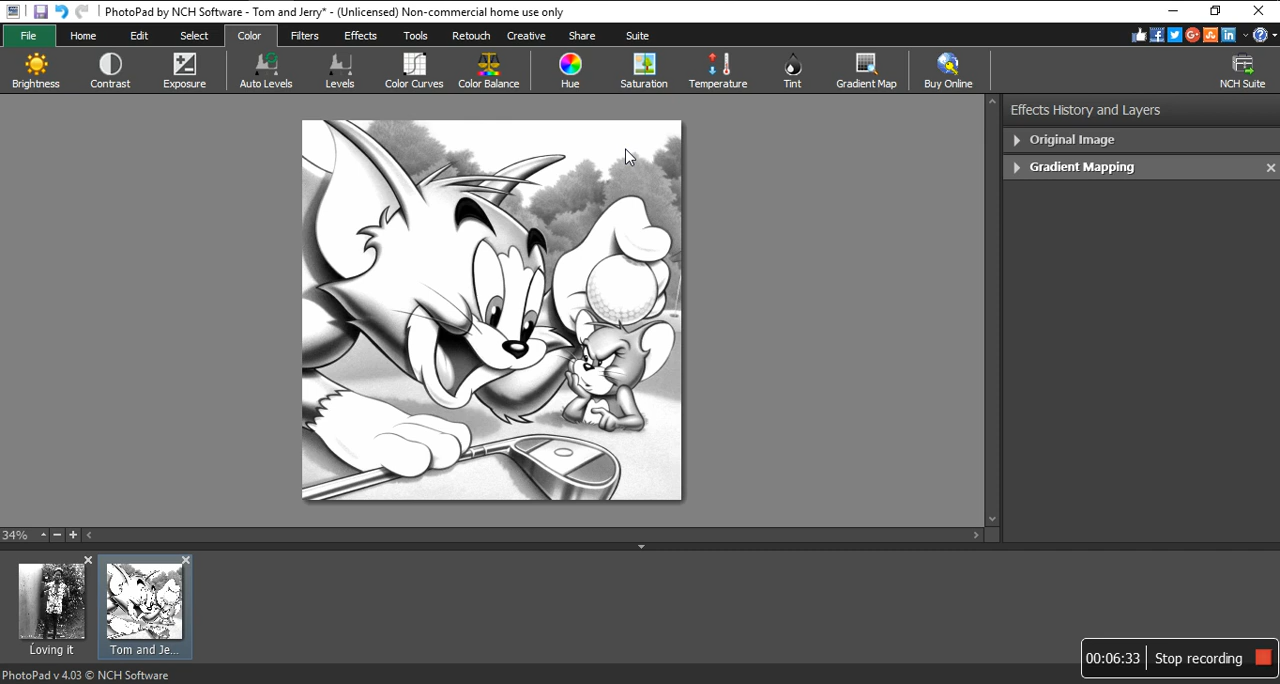 PhotoPad by NCH Software - Tom and Jerry* - (Unlicensed) Non-commercial home use only
File Home Edit Select Color Filters Effects Tools Retouch Creative Share Suite
Brightness Contrast Exposure Auto Levels Levels Color Curves Color Balance Hue Saturation Temperature Tint Gradient Map Buy Online NCH Suite
Effects History and Layers
Original Image
Gradient Mapping
34%
Loving it Tom and Je...
00:06:33 Stop recording
PhotoPad v 4.03 © NCH Software